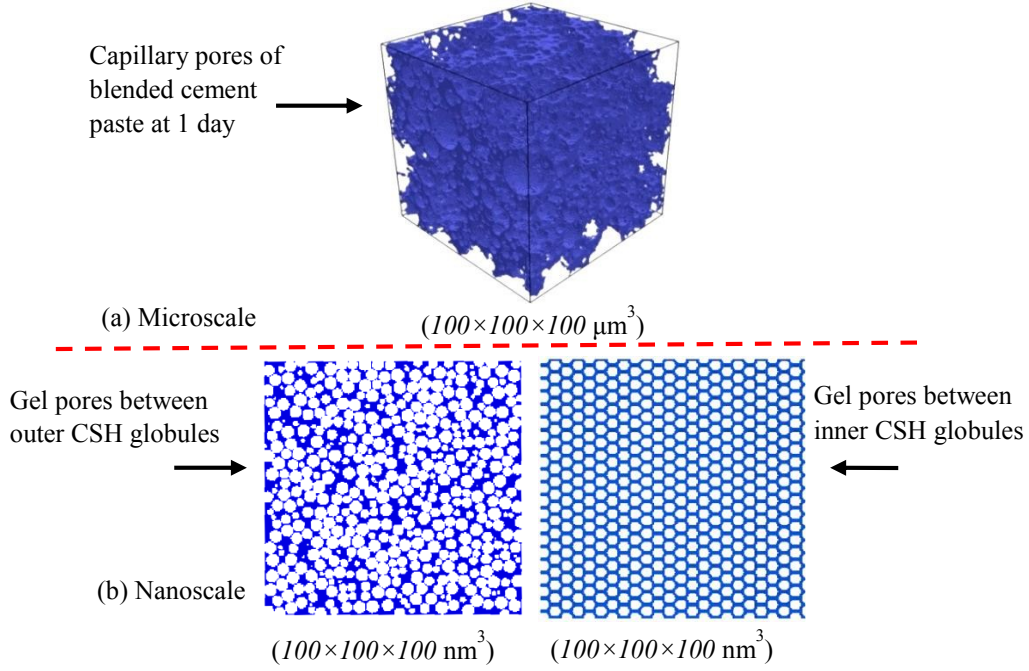 Capillary pores of
blended cement
paste at 1 day
(a) Microscale
(100×100×100 μm³)
Gel pores between
outer CSH globules
Gel pores between
inner CSH globules
(b) Nanoscale
(100×100×100 nm³)
(100×100×100 nm³)